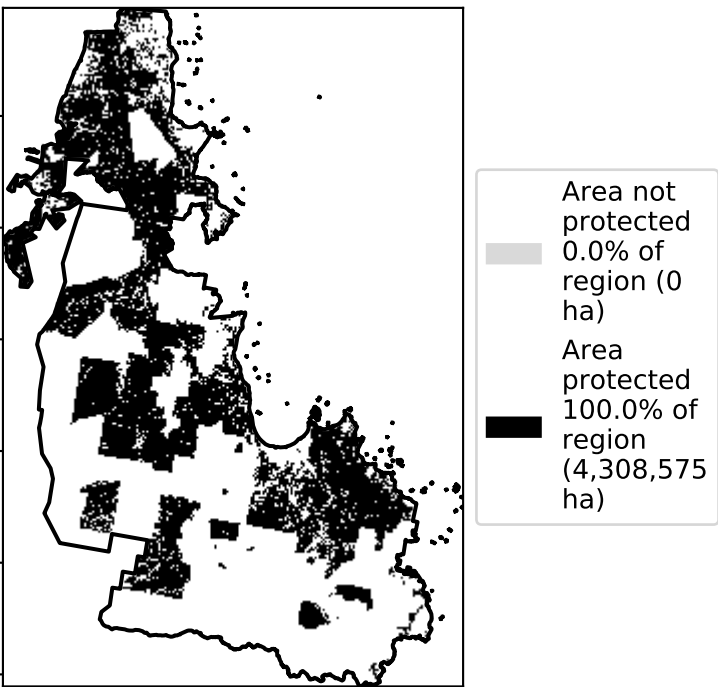 Area not
protected
0.0% of
region (0
ha)
Area
protected
100.0% of
region
(4,308,575
ha)